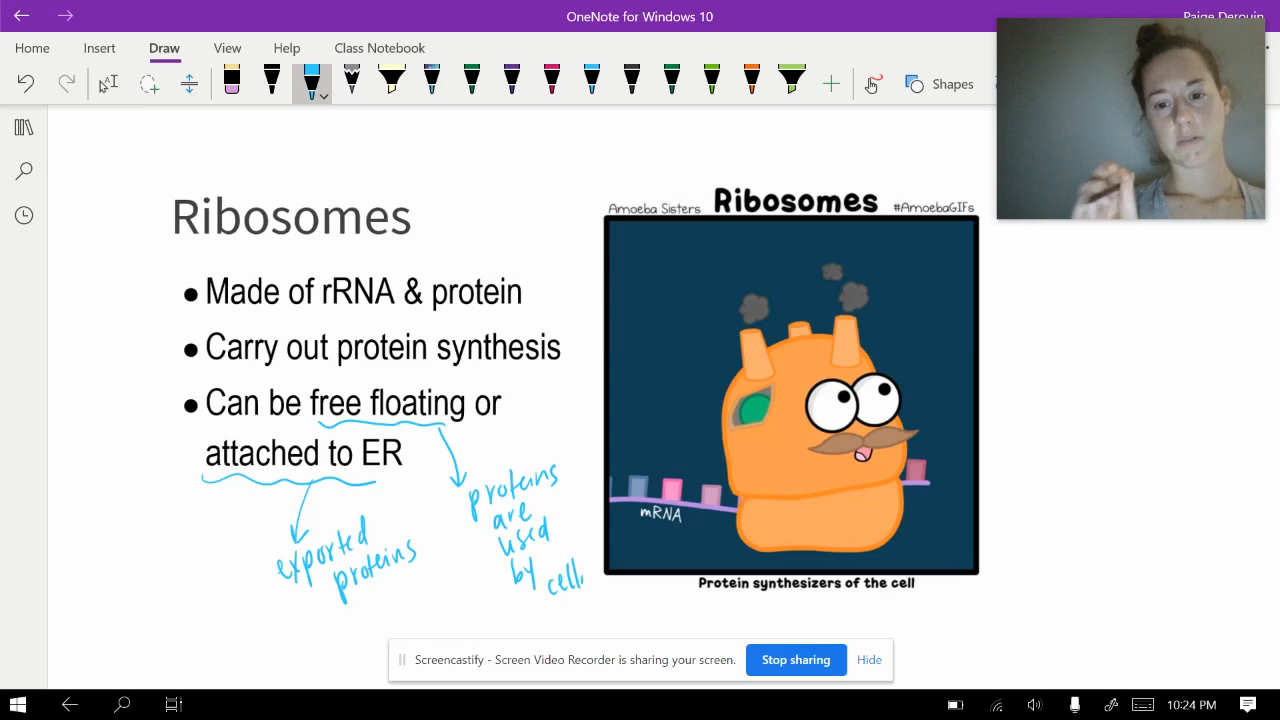 OneNote for Windows 10
Paige Derouin
Home Insert Draw View Help Class Notebook
Shapes
Ribosomes
● Made of rRNA & protein
● Carry out protein synthesis
● Can be free floating or
attached to ER
exported
proteins
proteins
are
used
by
cell.
Amoeba Sisters Ribosomes #AmoebaGIFs
mRNA
Protein synthesizers of the cell
Screencastify - Screen Video Recorder is sharing your screen. Stop sharing Hide
10:24 PM